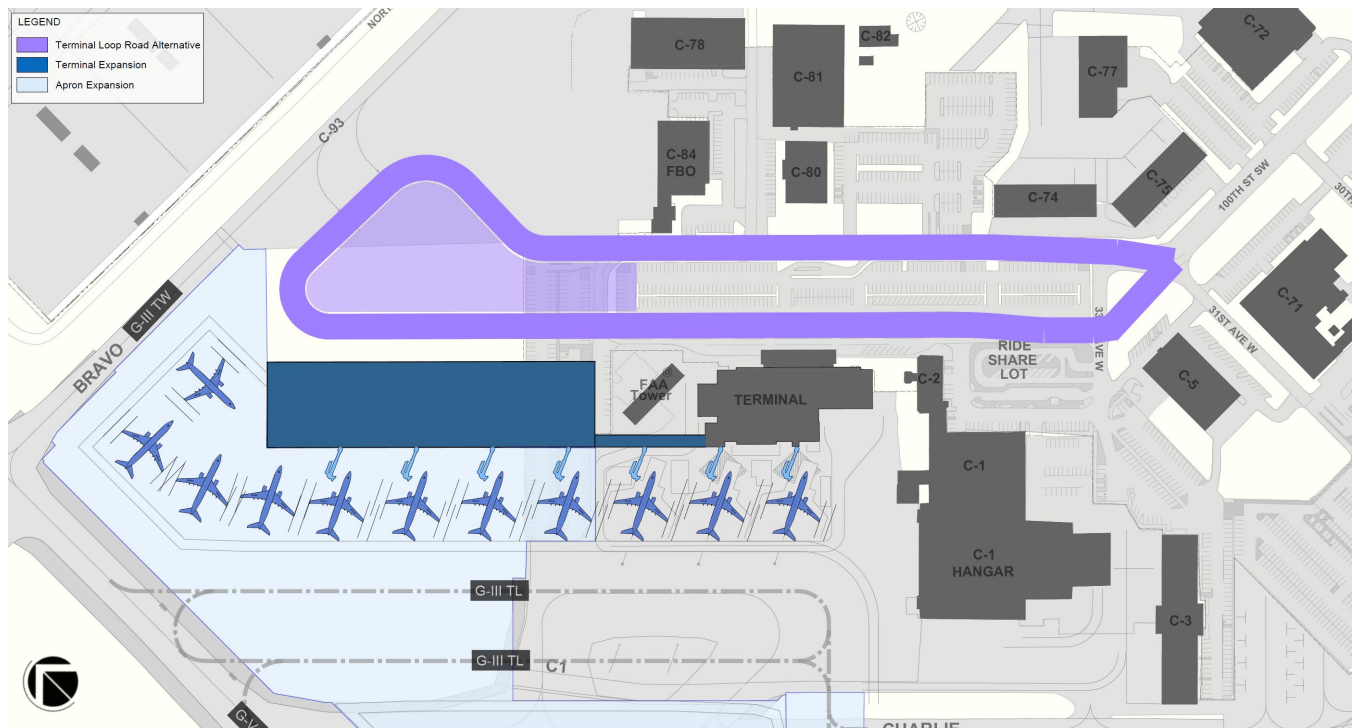 LEGEND
Terminal Loop Road Alternative
Terminal Expansion
Apron Expansion
C-78
C-82
C-72
C-81
C-77
C-93
C-84
FBO
C-80
C-75
C-74
100TH ST SW
30TH
C-71
G-III TW
BRAVO
31ST AVE W
RIDE
SHARE
LOT
C-5
C-2
FAA
Tower
TERMINAL
C-1
C-1
HANGAR
G-III TL
C-3
G-III TL
C1
CHARLIE